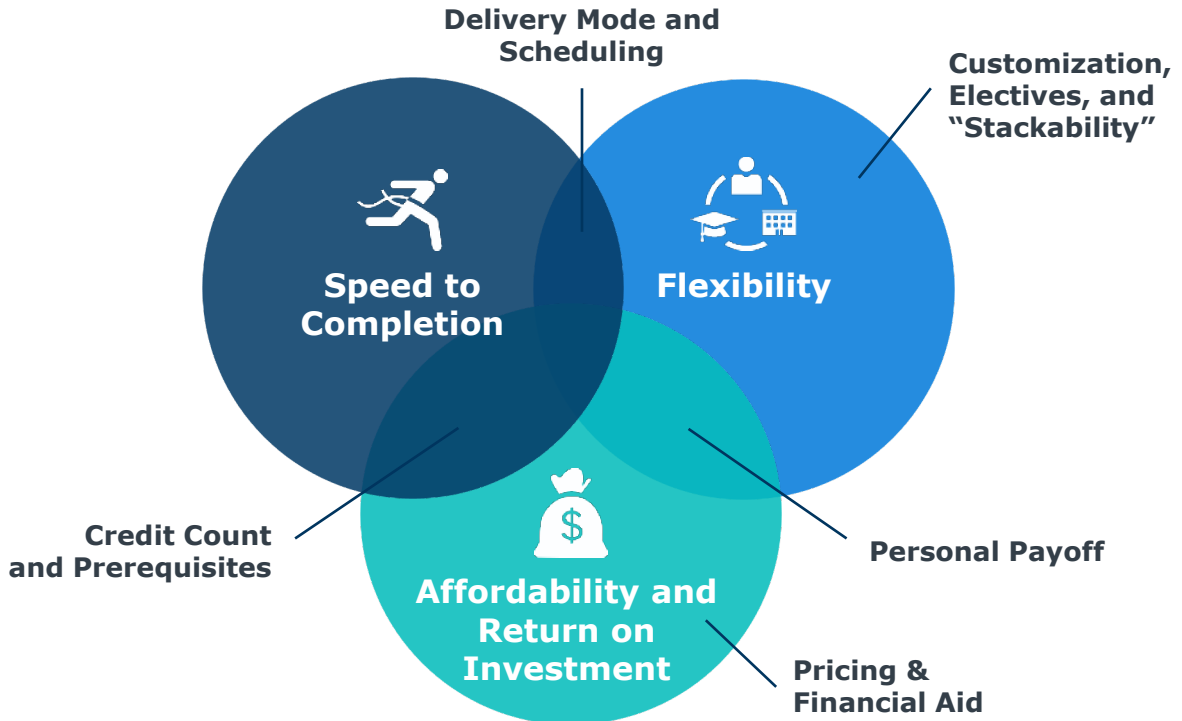 Delivery Mode and
Scheduling
Customization,
Electives, and
“Stackability”
Speed to
Completion
Flexibility
Credit Count
and Prerequisites
$
Affordability and
Return on
Investment
Personal Payoff
Pricing &
Financial Aid